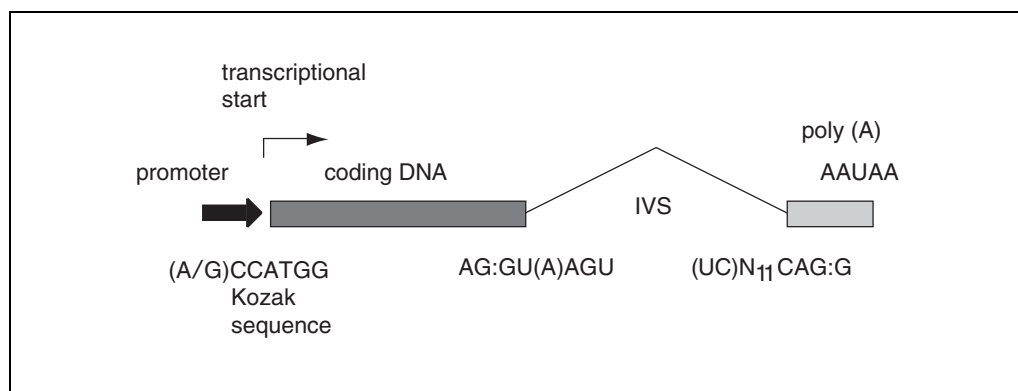 transcriptional
start
poly (A)
promoter
coding DNA
AAUAA
IVS
(A/G)CCATGG
Kozak
sequence
AG:GU(A)AGU
(UC)N11CAG:G